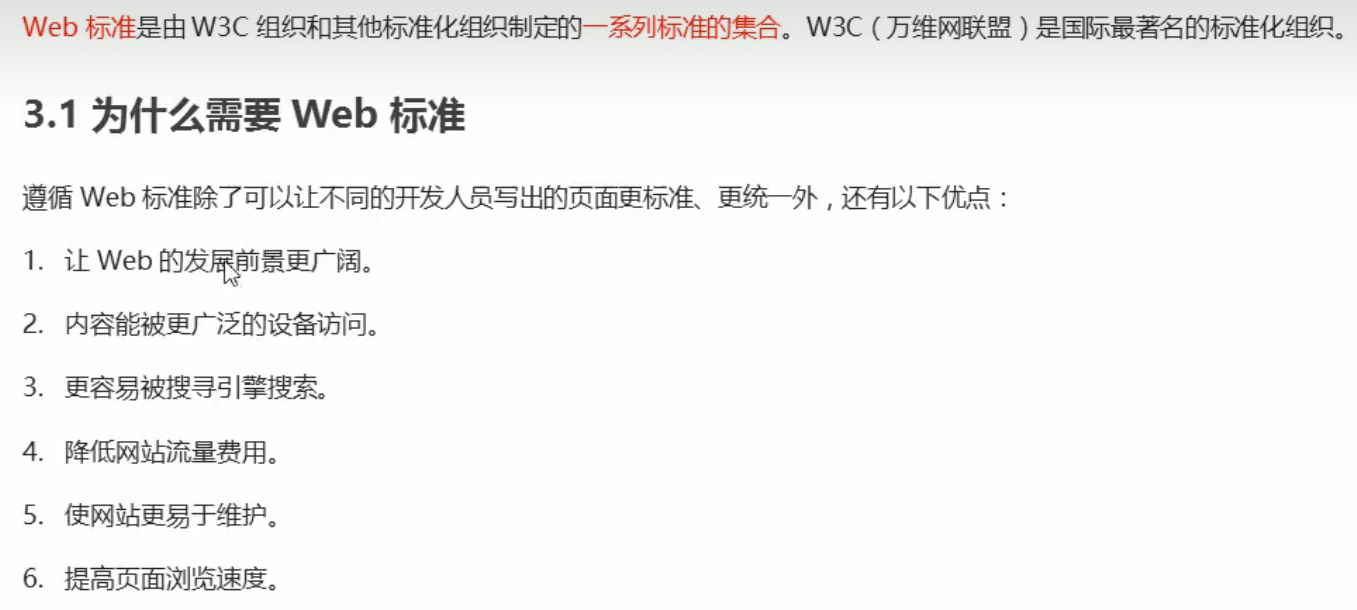 Web 标准是由 W3C 组织和其他标准化组织制定的一系列标准的集合。W3C（万维网联盟）是国际最著名的标准化组织。
3.1 为什么需要 Web 标准
遵循 Web 标准除了可以让不同的开发人员写出的页面更标准、更统一外，还有以下优点：
1. 让 Web 的发展前景更广阔。
2. 内容能被更广泛的设备访问。
3. 更容易被搜寻引擎搜索。
4. 降低网站流量费用。
5. 使网站更易于维护。
6. 提高页面浏览速度。